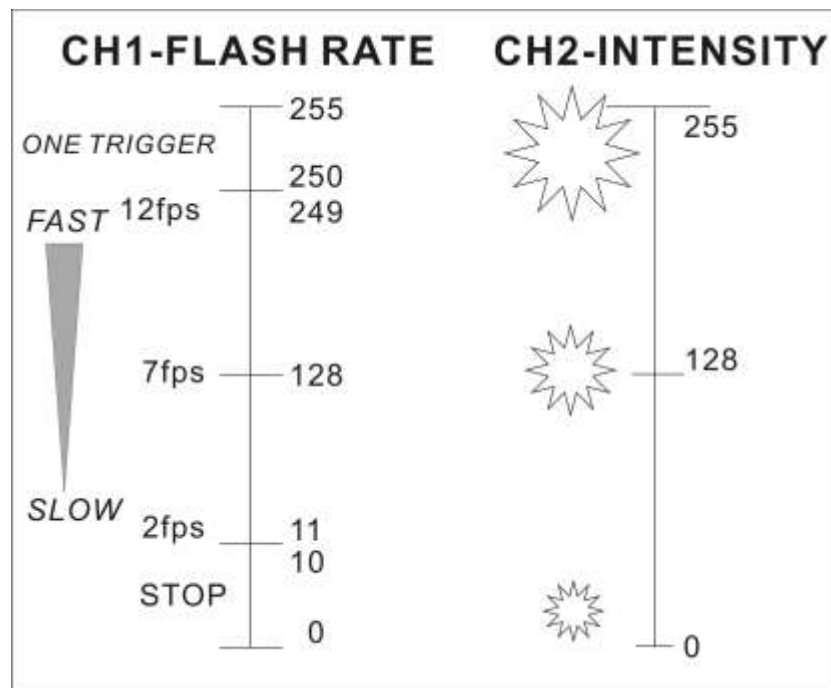 CH1-FLASH RATE
255
ONE TRIGGER
250
FAST 12fps 249
7fps 128
SLOW
2fps 11
10
STOP
0
CH2-INTENSITY
255
128
0